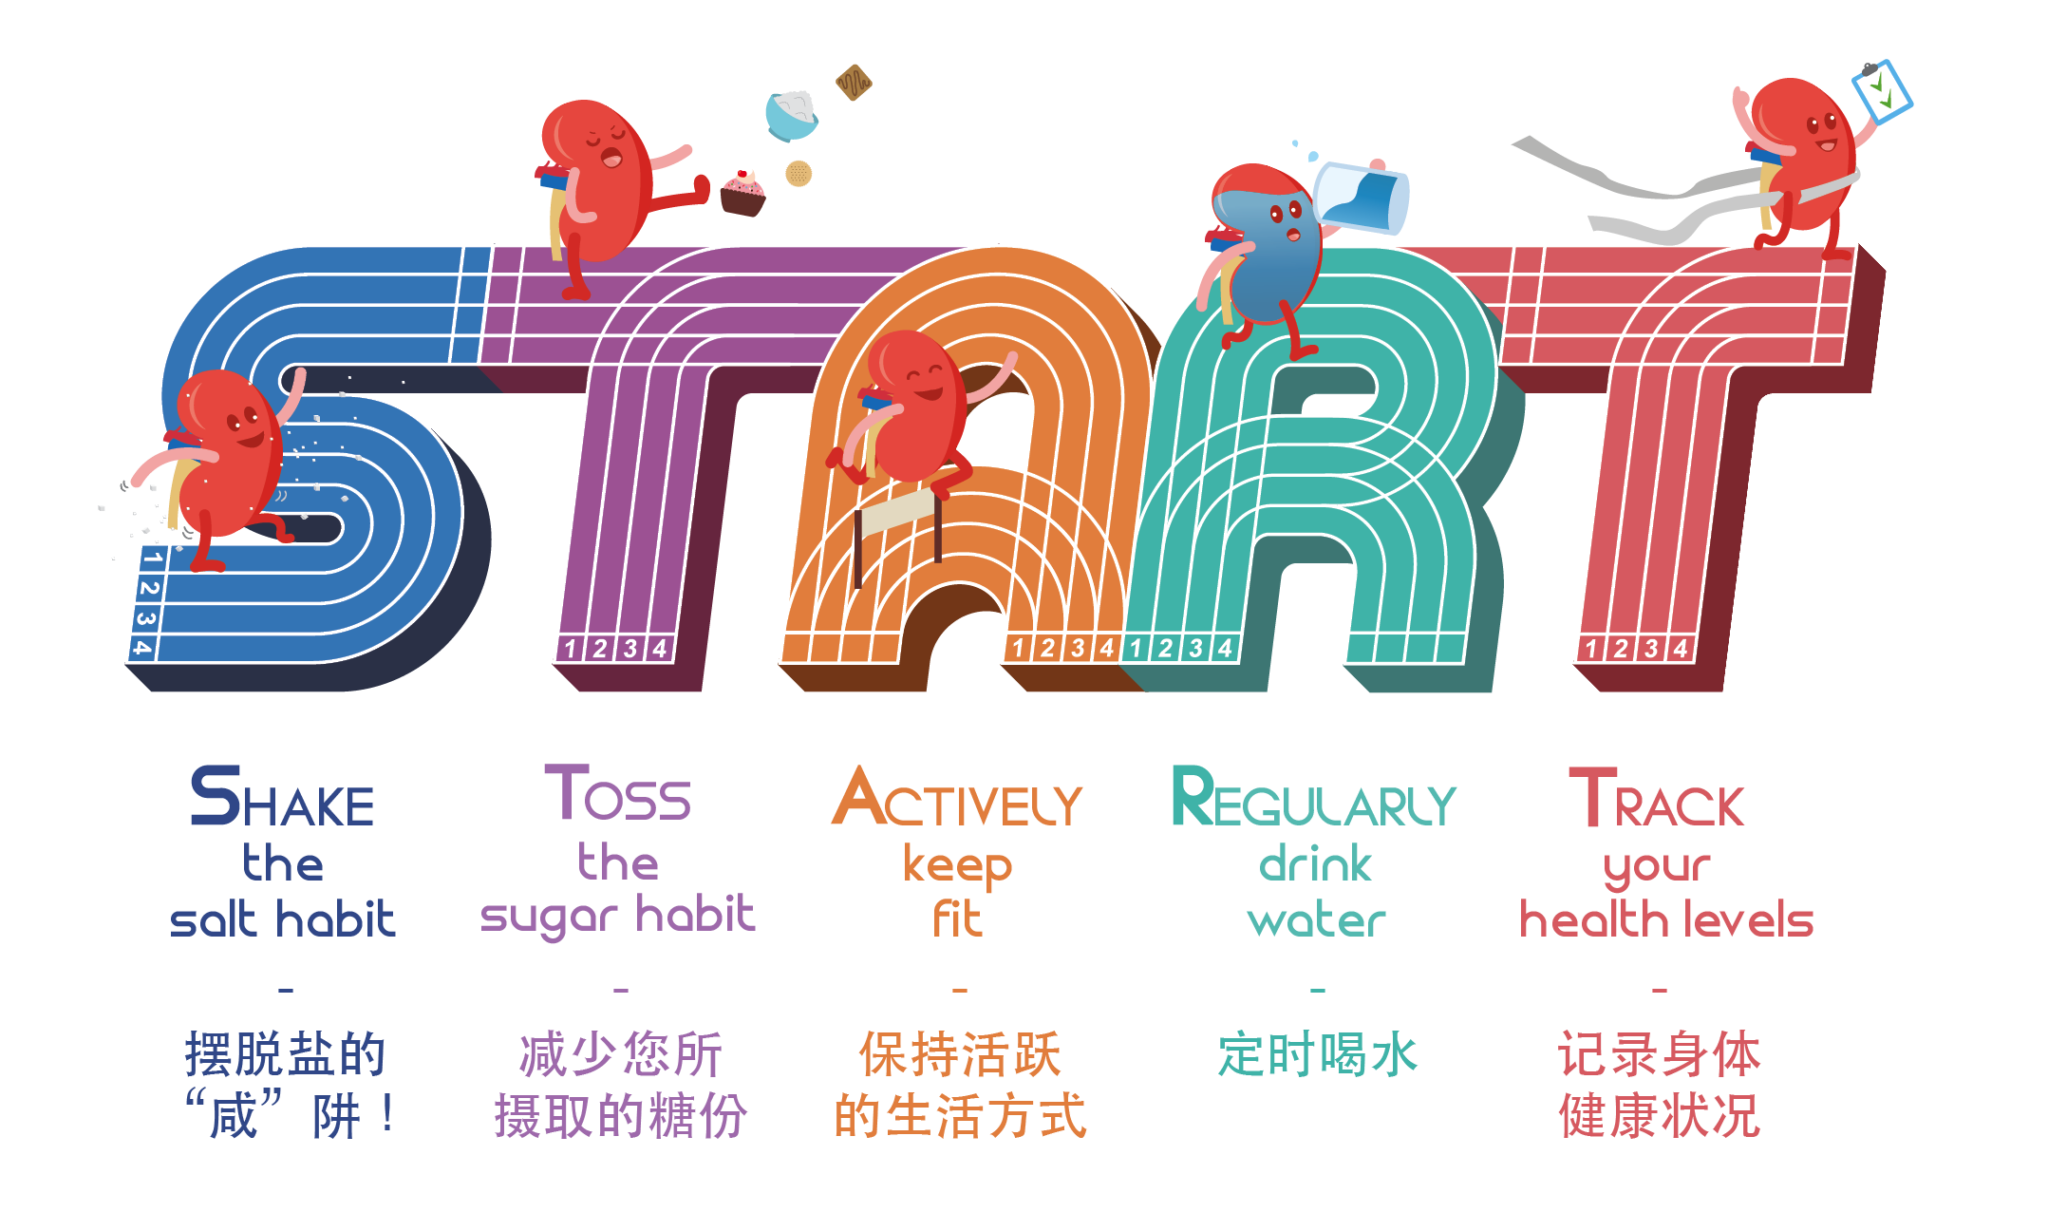 START
1
2
3
4
1 2 3 4
1 2 3 4
1 2 3 4
1 2 3 4
SHAKE
the
salt habit
-
摆脱盐的
“咸” 阱！
TOSS
the
sugar habit
-
减少您所
摄取的糖份
ACTIVELY
keep
fit
-
保持活跃
的生活方式
REGULARLY
drink
water
-
定时喝水
TRACK
your
health levels
-
记录身体
健康状况